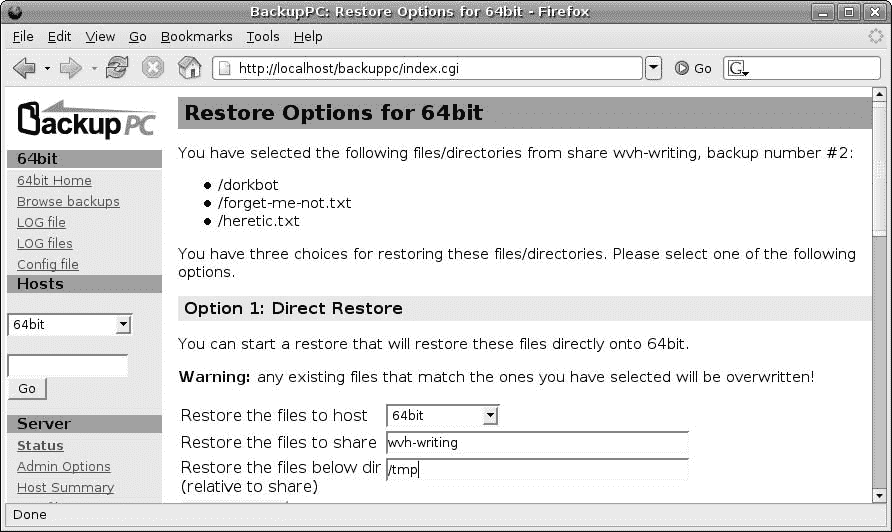 BackupPC: Restore Options for 64bit - Firefox
File Edit View Go Bookmarks Tools Help
http://localhost/backuppc/index.cgi
Go
G
BackupPC
64bit
64bit Home
Browse backups
LOG file
LOG files
Config file
Hosts
64bit
Go
Server
Status
Admin Options
Host Summary
Restore Options for 64bit
You have selected the following files/directories from share wvh-writing, backup number #2:
• /dorkbot
• /forget-me-not.txt
• /heretic.txt
You have three choices for restoring these files/directories. Please select one of the following
options.
Option 1: Direct Restore
You can start a restore that will restore these files directly onto 64bit.
Warning: any existing files that match the ones you have selected will be overwritten!
Restore the files to host 64bit
Restore the files to share wvh-writing
Restore the files below dir /tmp
(relative to share)
Done